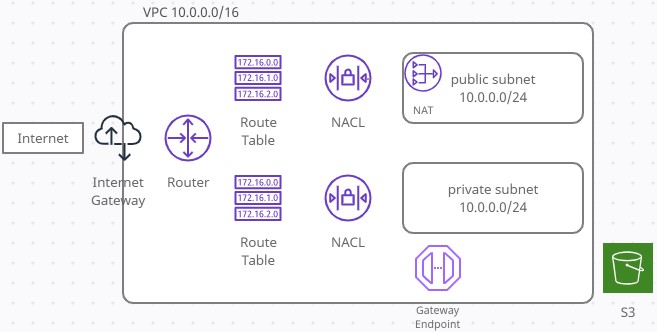 VPC 10.0.0.0/16
172.16.0.0
172.16.1.0
172.16.2.0
Route
Table
NACL
NAT
public subnet
10.0.0.0/24
Internet
Internet
Gateway
Router
172.16.0.0
172.16.1.0
172.16.2.0
Route
Table
NACL
private subnet
10.0.0.0/24
Gateway
Endpoint
S3